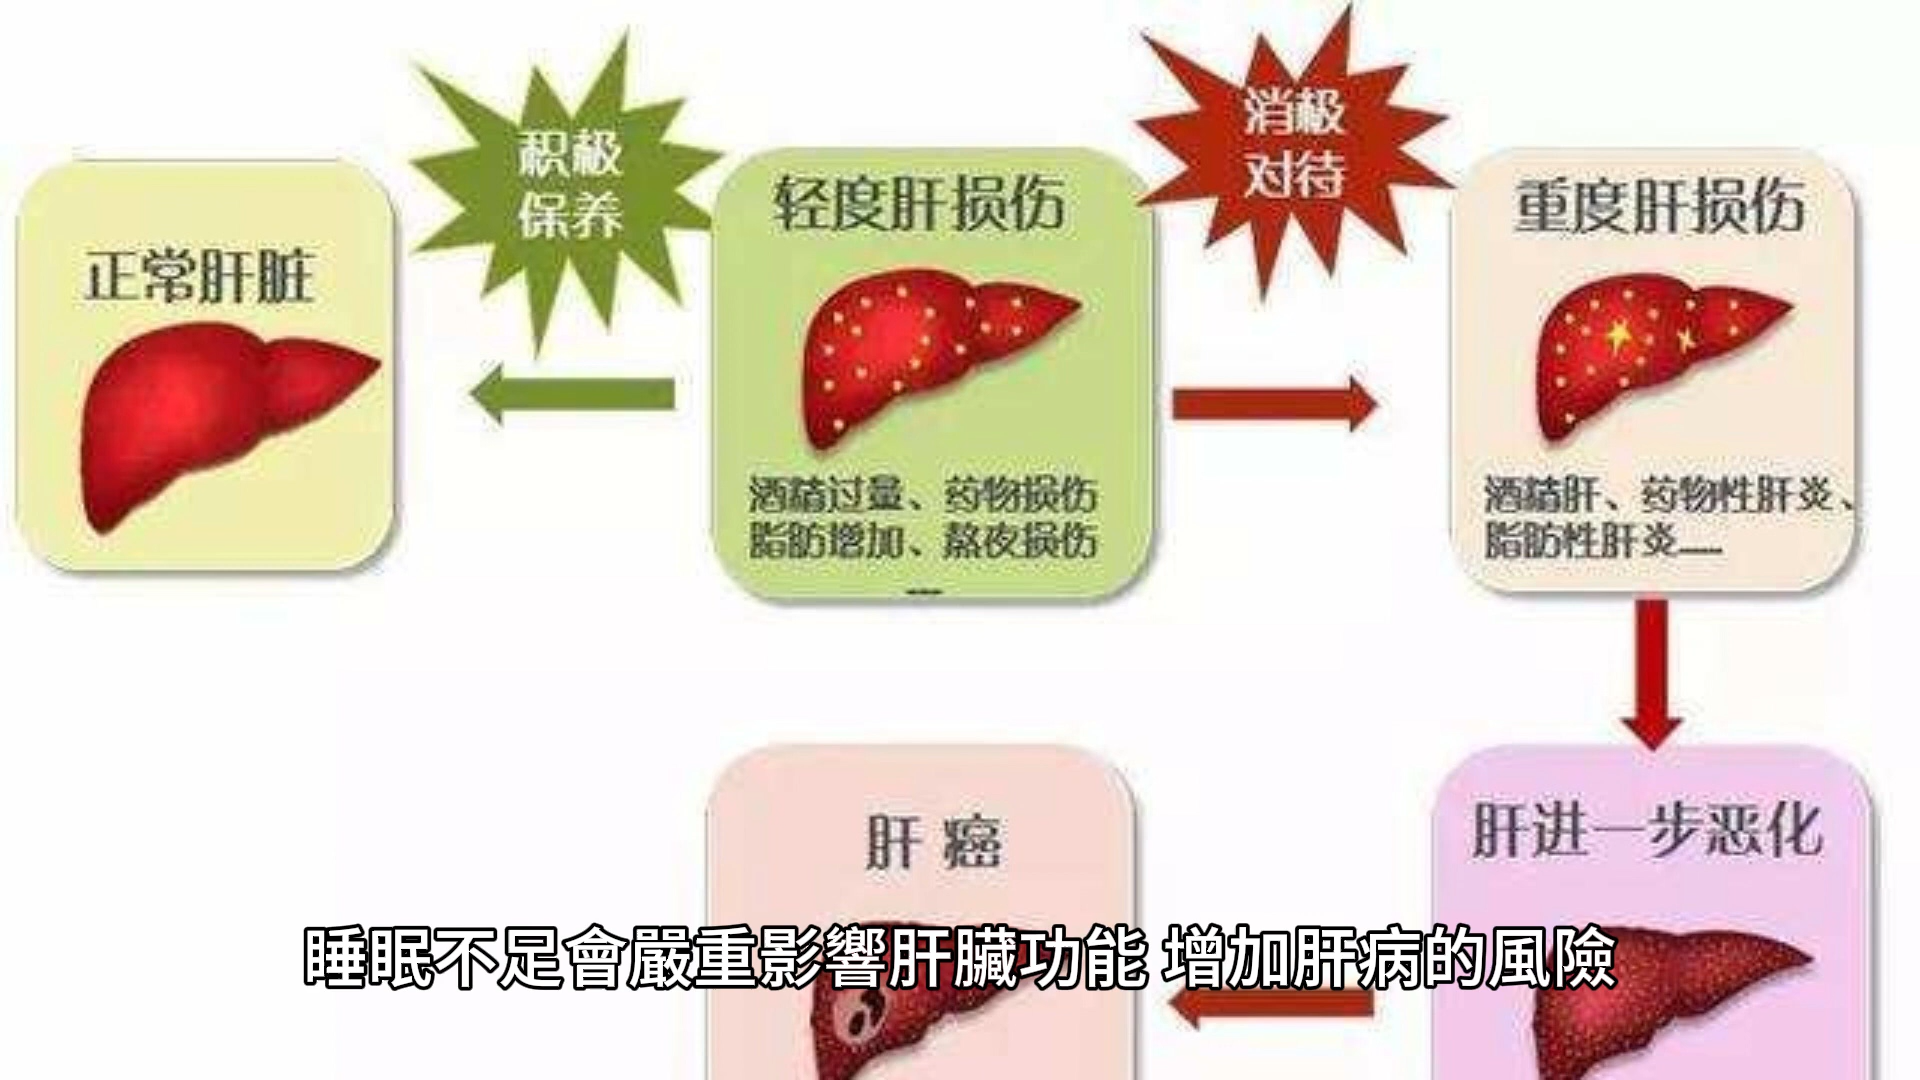 积极
保养
消极
对待
正常肝脏
轻度肝损伤
重度肝损伤
酒精过量、药物损伤
脂肪增加、熬夜损伤
酒精肝、药物性肝炎、
脂肪性肝炎......
肝 癌
肝进一步恶化
睡眠不足會嚴重影響肝臟功能 增加肝病的風險